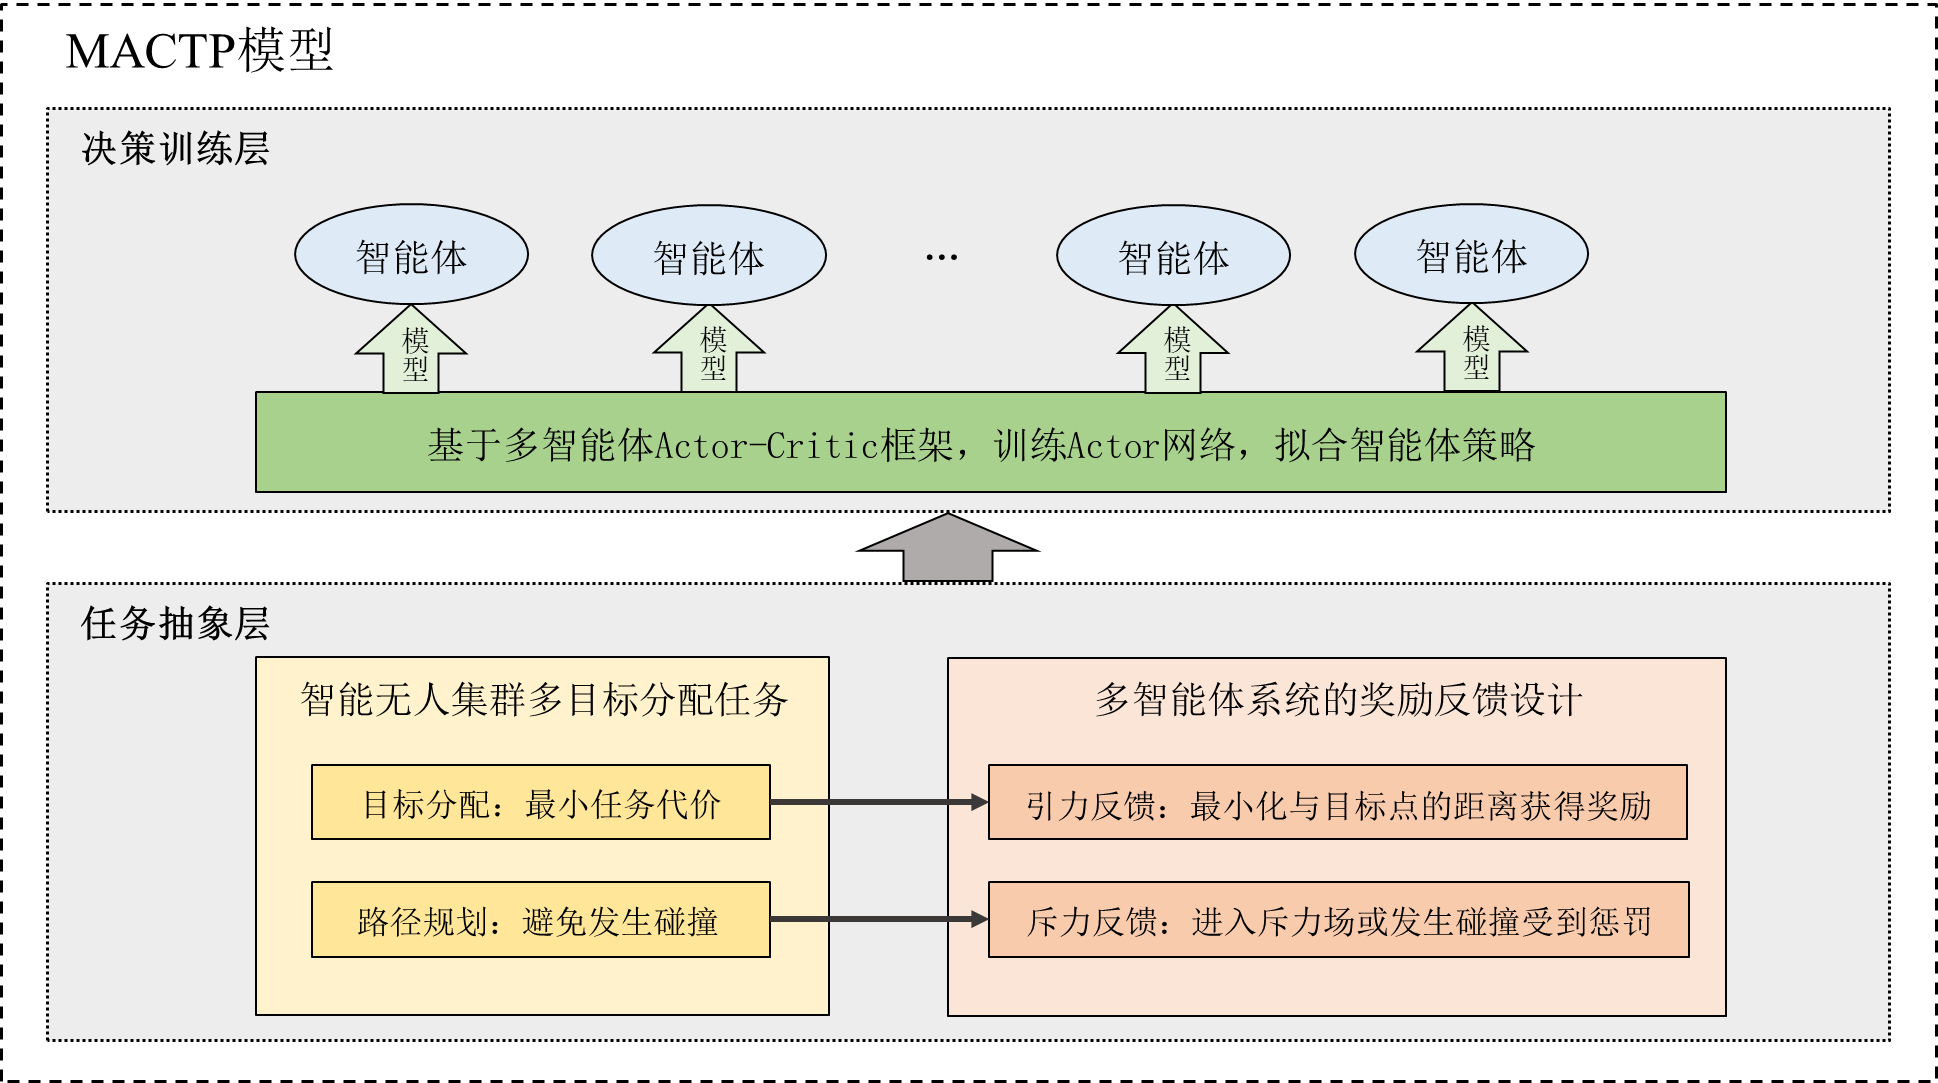 MACTP模型
决策训练层
智能体
智能体
...
智能体
智能体
模型
模型
模型
模型
基于多智能体Actor-Critic框架，训练Actor网络，拟合智能体策略
任务抽象层
智能无人集群多目标分配任务
目标分配：最小任务代价
路径规划：避免发生碰撞
多智能体系统的奖励反馈设计
引力反馈：最小化与目标点的距离获得奖励
斥力反馈：进入斥力场或发生碰撞受到惩罚